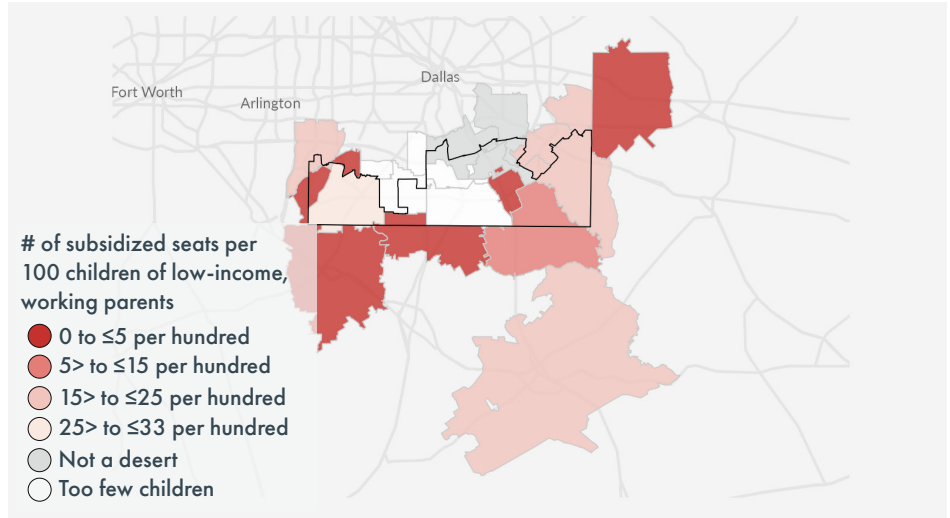 Dallas
Fort Worth
Arlington
# of subsidized seats per
100 children of low-income,
working parents
0 to ≤5 per hundred
5> to ≤15 per hundred
15> to ≤25 per hundred
25> to ≤33 per hundred
Not a desert
Too few children